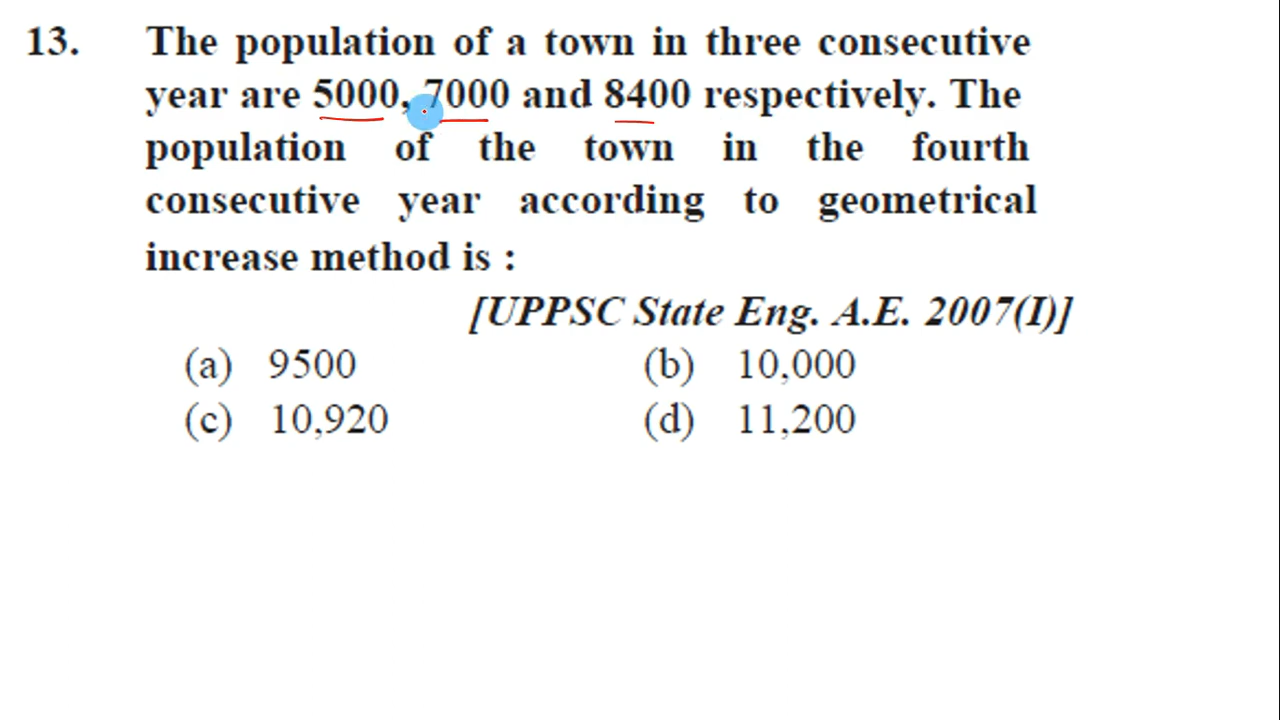 13. The population of a town in three consecutive
year are 5000, 7000 and 8400 respectively. The
population of the town in the fourth
consecutive year according to geometrical
increase method is :
[UPPSC State Eng. A.E. 2007(I)]
(a) 9500 (b) 10,000
(c) 10,920 (d) 11,200